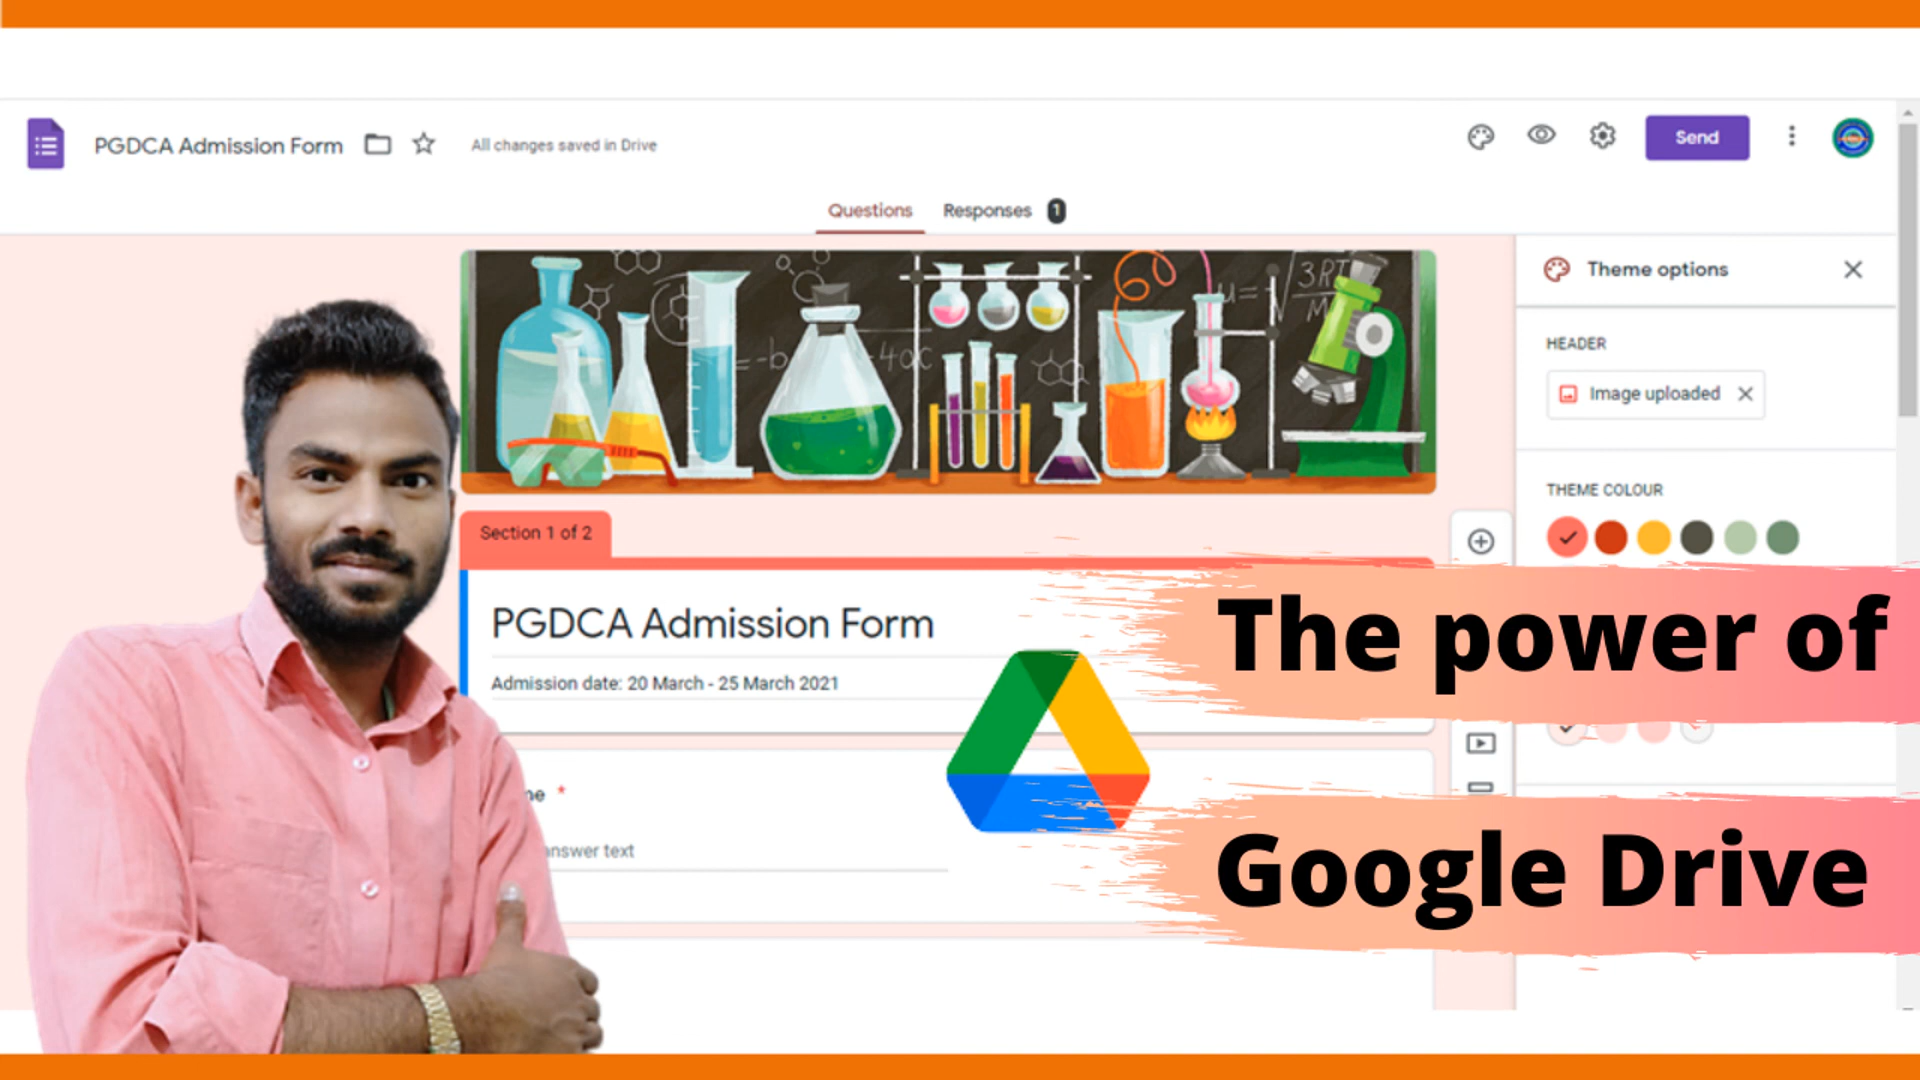 PGDCA Admission Form
All changes saved in Drive
Send
Questions
Responses 1
Theme options
HEADER
Image uploaded
THEME COLOUR
Section 1 of 2
PGDCA Admission Form
Admission date: 20 March - 25 March 2021
answer text
The power of
Google Drive